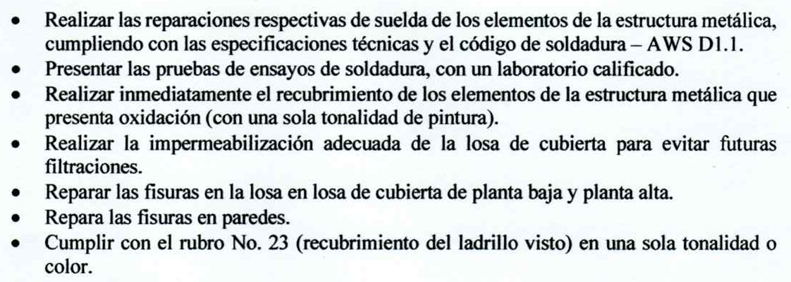 • Realizar las reparaciones respectivas de suelda de los elementos de la estructura metálica,
cumpliendo con las especificaciones técnicas y el código de soldadura – AWS D1.1.
• Presentar las pruebas de ensayos de soldadura, con un laboratorio calificado.
• Realizar inmediatamente el recubrimiento de los elementos de la estructura metálica que
presenta oxidación (con una sola tonalidad de pintura).
• Realizar la impermeabilización adecuada de la losa de cubierta para evitar futuras
filtraciones.
• Reparar las fisuras en la losa en losa de cubierta de planta baja y planta alta.
• Repara las fisuras en paredes.
• Cumplir con el rubro No. 23 (recubrimiento del ladrillo visto) en una sola tonalidad o
color.